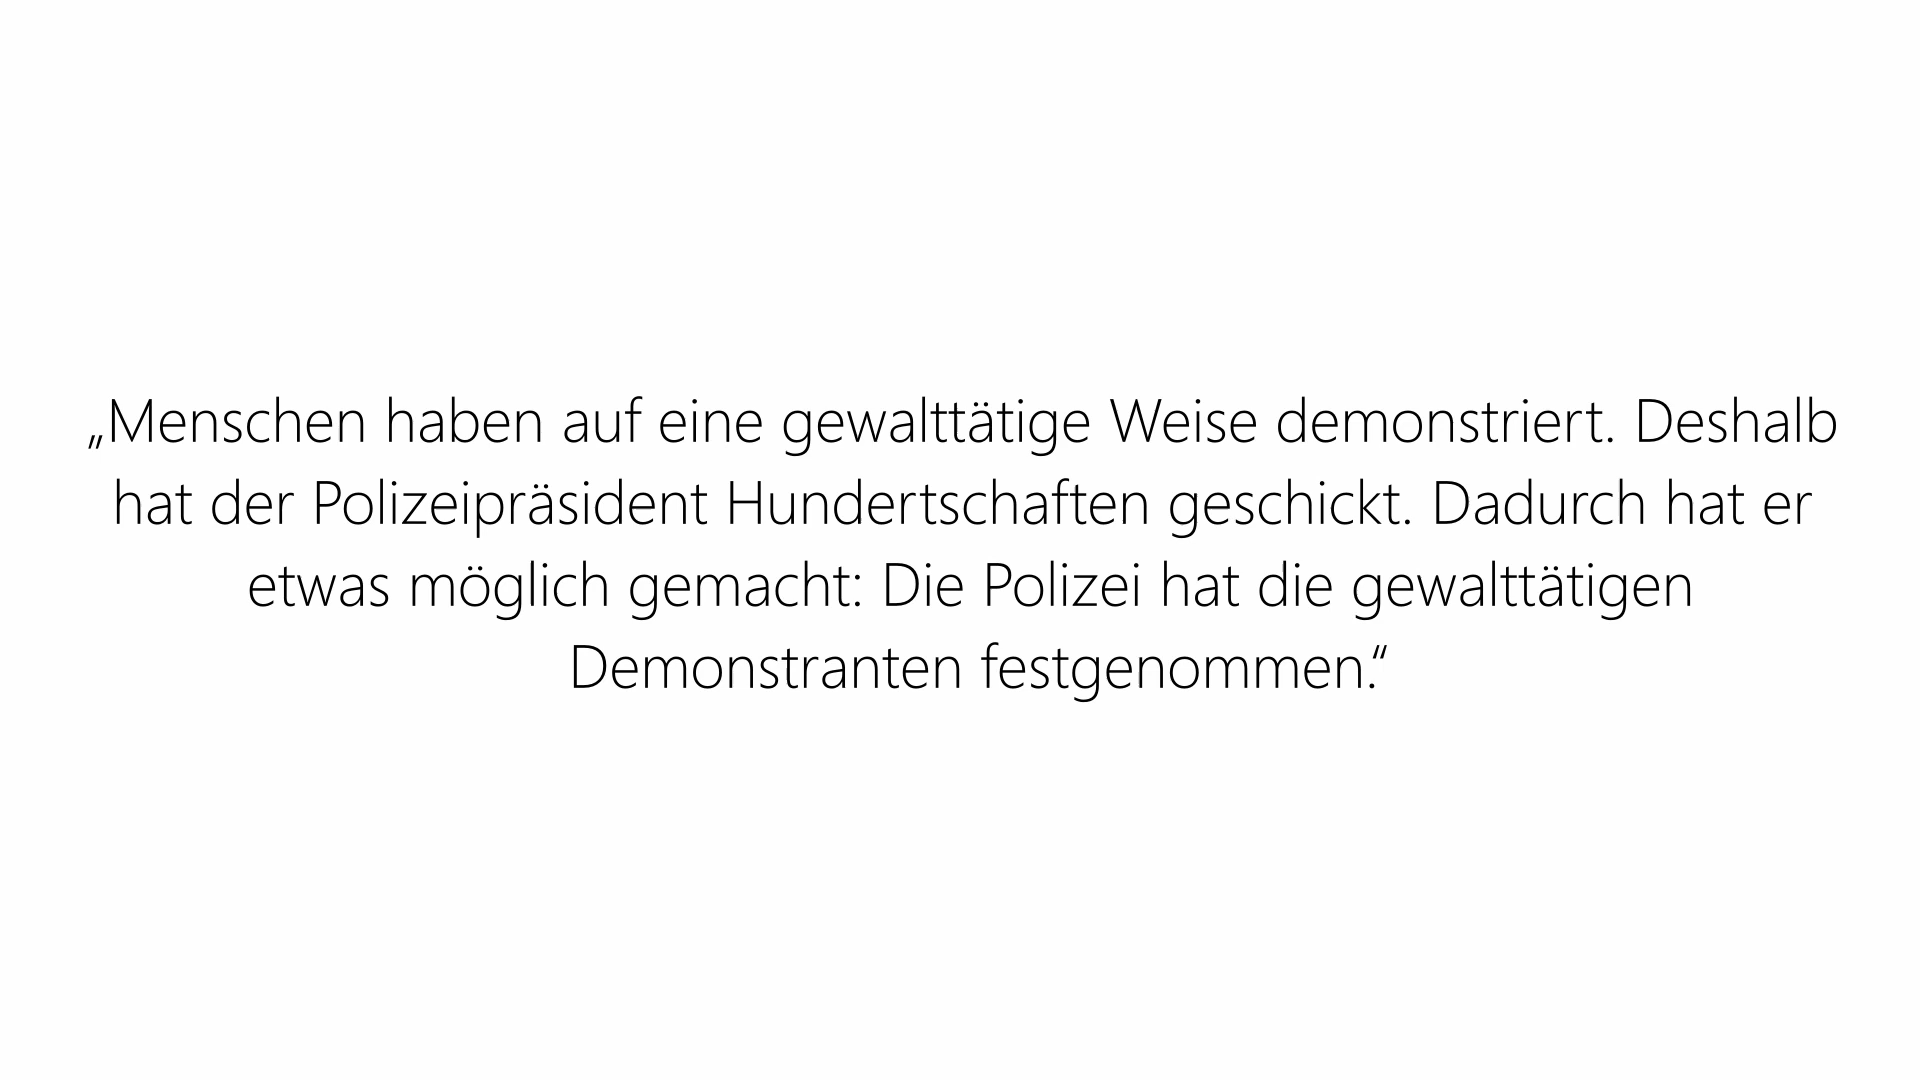 „Menschen haben auf eine gewalttätige Weise demonstriert. Deshalb
hat der Polizeipräsident Hundertschaften geschickt. Dadurch hat er
etwas möglich gemacht: Die Polizei hat die gewalttätigen
Demonstranten festgenommen.“